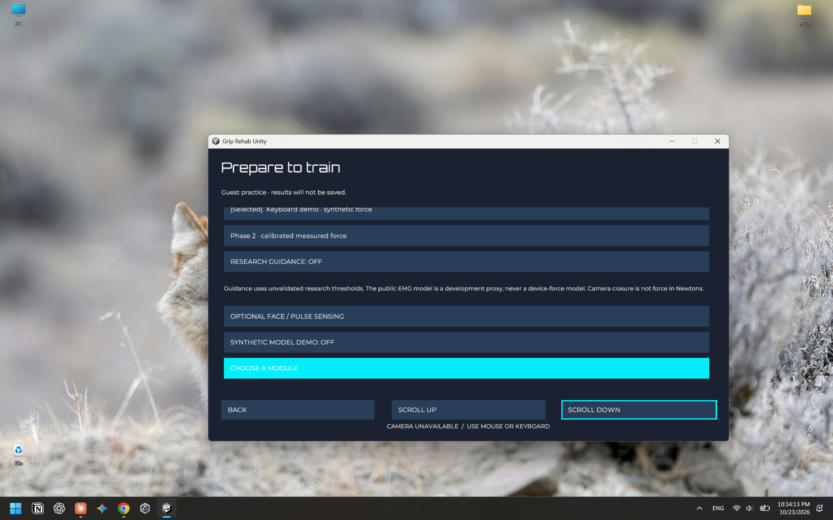 PC
Grip Rehab Unity
Prepare to train
Guest practice - results will not be saved.
[Selected] Keyboard demo - synthetic force
Phase 2 - calibrated measured force
RESEARCH GUIDANCE: OFF
Guidance uses unvalidated research thresholds. The public EMG model is a development proxy, never a device-force model. Camera closure is not force in Newtons.
OPTIONAL FACE / PULSE SENSING
SYNTHETIC MODEL DEMO: OFF
CHOOSE A MODULE
BACK
SCROLL UP
SCROLL DOWN
CAMERA UNAVAILABLE / USE MOUSE OR KEYBOARD
ENG
10:34:13 PM
10/23/2026